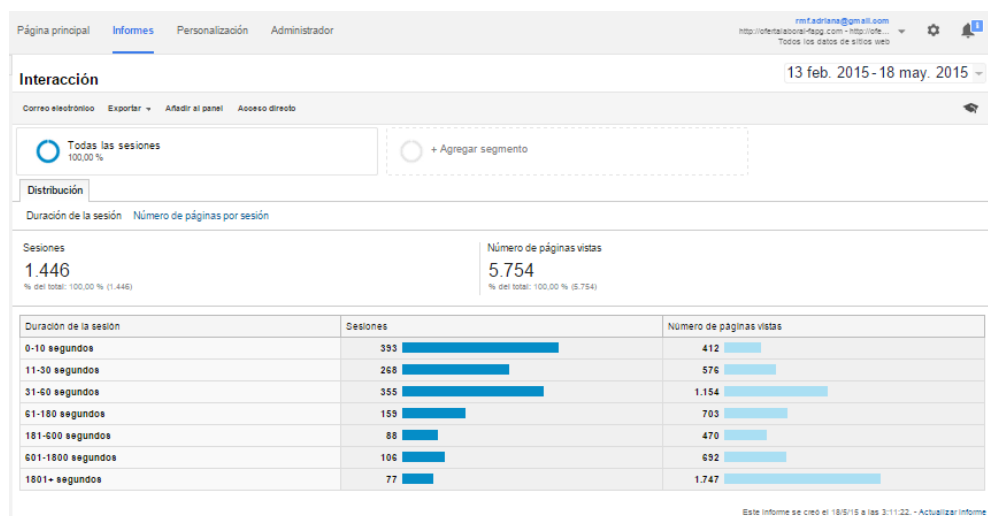 Página principal Informes Personalización Administrador
rmf.adriana@gmail.com
http://ofertalaboral-fapg.com - http://ofe...
Todos los datos de sitios web
1
Interacción
13 feb. 2015 - 18 may. 2015
Correo electrónico Exportar Añadir al panel Acceso directo
Todas las sesiones
100,00 %
+ Agregar segmento
Distribución
Duración de la sesión Número de páginas por sesión
Sesiones Número de páginas vistas
1.446 5.754
% del total: 100,00 % (1.446) % del total: 100,00 % (5.754)
Duración de la sesión Sesiones Número de páginas vistas
0-10 segundos 393 412
11-30 segundos 268 576
31-60 segundos 355 1.154
61-180 segundos 159 703
181-600 segundos 88 470
601-1800 segundos 106 692
1801+ segundos 77 1.747
Este informe se creó el 18/5/15 a las 3:11:22. - Actualizar informe